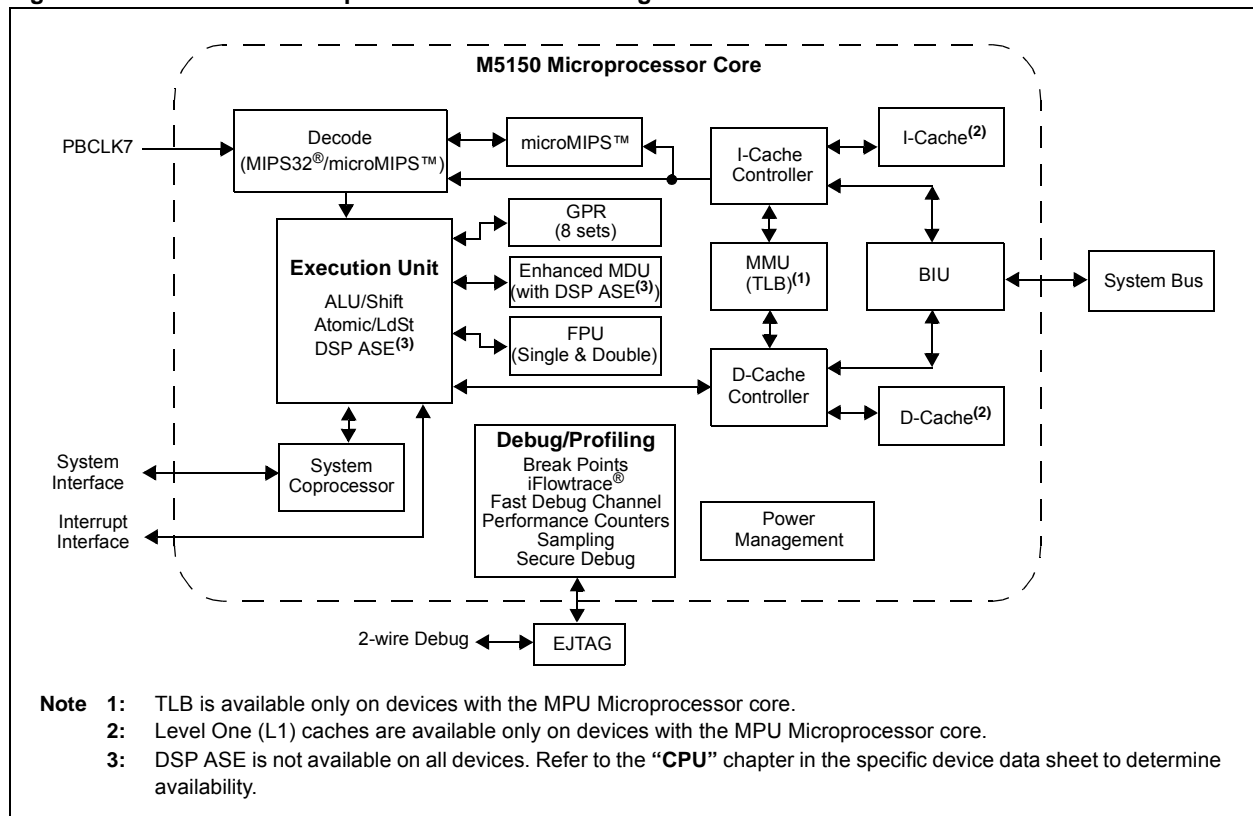 M5150 Microprocessor Core
PBCLK7
Decode
(MIPS32®/microMIPS™)
microMIPS™
I-Cache
Controller
I-Cache(2)
Execution Unit
ALU/Shift
Atomic/LdSt
DSP ASE(3)
GPR
(8 sets)
Enhanced MDU
(with DSP ASE(3))
FPU
(Single & Double)
MMU
(TLB)(1)
BIU
System Bus
D-Cache
Controller
D-Cache(2)
System
Interface
System
Coprocessor
Interrupt
Interface
Debug/Profiling
Break Points
iFlowtrace®
Fast Debug Channel
Performance Counters
Sampling
Secure Debug
Power
Management
2-wire Debug
EJTAG
Note 1: TLB is available only on devices with the MPU Microprocessor core.
2: Level One (L1) caches are available only on devices with the MPU Microprocessor core.
3: DSP ASE is not available on all devices. Refer to the “CPU” chapter in the specific device data sheet to determine
availability.